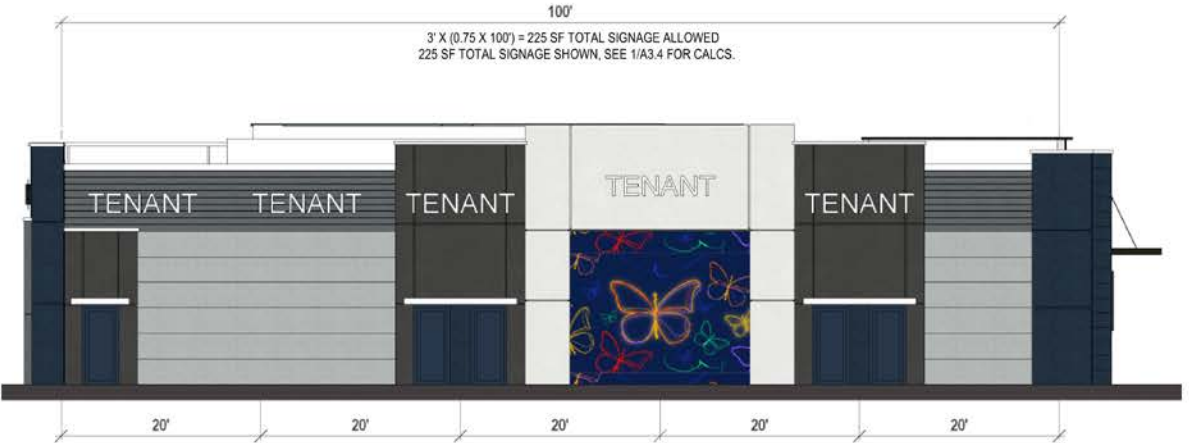 100'
3' X (0.75 X 100') = 225 SF TOTAL SIGNAGE ALLOWED
225 SF TOTAL SIGNAGE SHOWN, SEE 1/A3.4 FOR CALCS.
TENANT
TENANT TENANT TENANT TENANT
20' 20' 20' 20' 20'